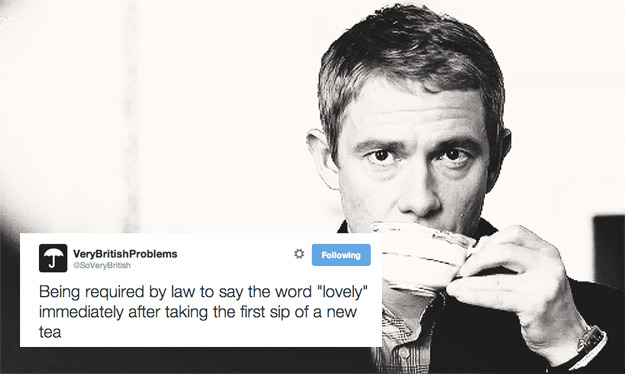 one
VeryBritishProblems
@SoVeryBritish
Following
Being required by law to say the word "lovely"
immediately after taking the first sip of a new
tea